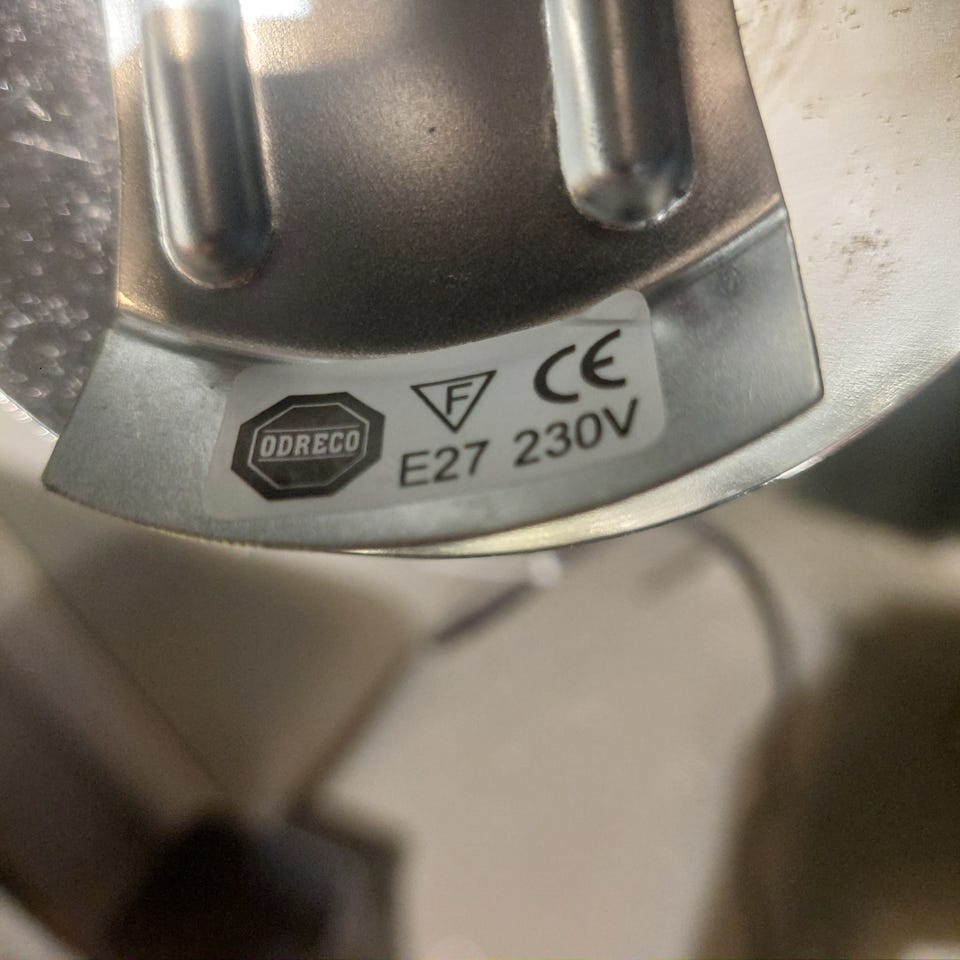 ODRECO
F
CE
E27 230V